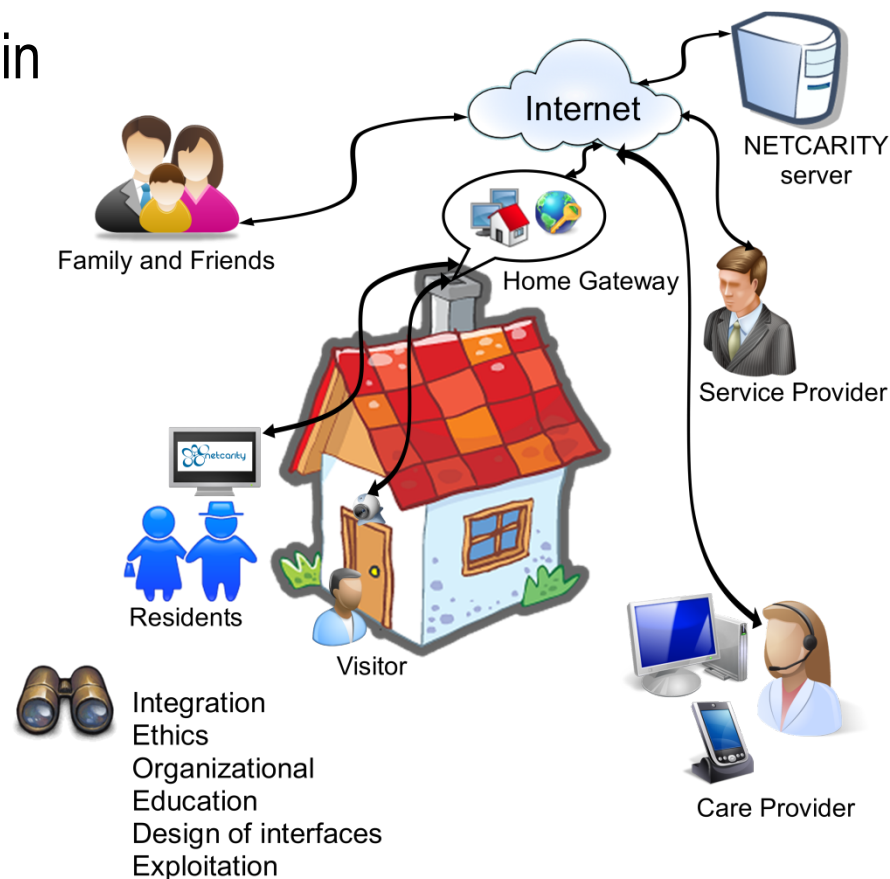 in
Internet
NETCARITY
server
Family and Friends
Home Gateway
Service Provider
netcarity
Residents
Visitor
Integration
Ethics
Organizational
Education
Design of interfaces
Exploitation
Care Provider